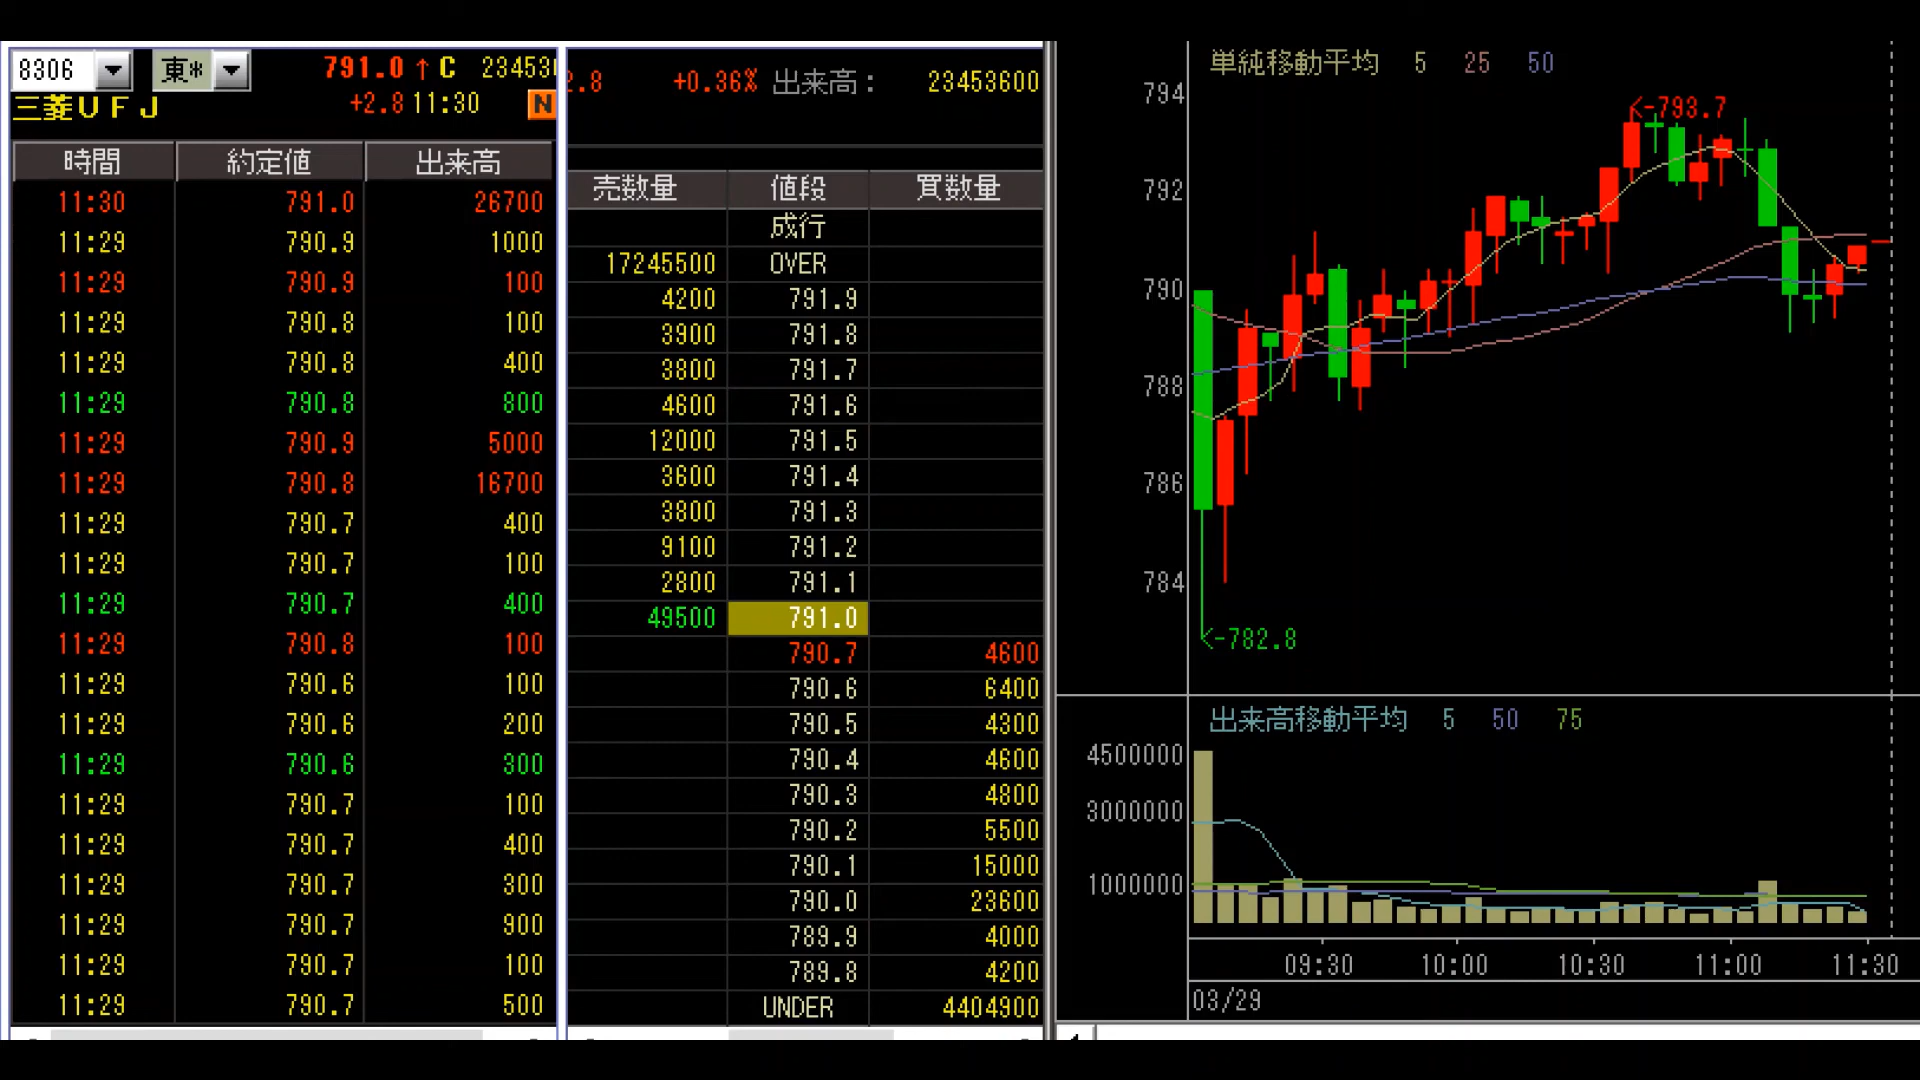 8306 東* 791.0 ↑ C 23453
三菱ＵＦＪ +2.8 11:30 N
時間 約定値 出来高
11:30 791.0 26700
11:29 790.9 1000
11:29 790.9 100
11:29 790.8 100
11:29 790.8 400
11:29 790.8 800
11:29 790.9 5000
11:29 790.8 16700
11:29 790.7 400
11:29 790.7 100
11:29 790.7 400
11:29 790.8 100
11:29 790.6 100
11:29 790.6 200
11:29 790.6 300
11:29 790.7 100
11:29 790.7 400
11:29 790.7 300
11:29 790.7 900
11:29 790.7 100
11:29 790.7 500
2.8 +0.36% 出来高： 23453600
売数量 値段 買数量
成行
17245500 OVER
4200 791.9
3900 791.8
3800 791.7
4600 791.6
12000 791.5
3600 791.4
3800 791.3
9100 791.2
2800 791.1
49500 791.0
790.7 4600
790.6 6400
790.5 4300
790.4 4600
790.3 4800
790.2 5500
790.1 15000
790.0 23600
789.9 4000
789.8 4200
UNDER 4404900
単純移動平均 5 25 50
794
<-793.7
792
790
788
786
784
<-782.8
出来高移動平均 5 50 75
4500000
3000000
1000000
09:30 10:00 10:30 11:00 11:30
03/29